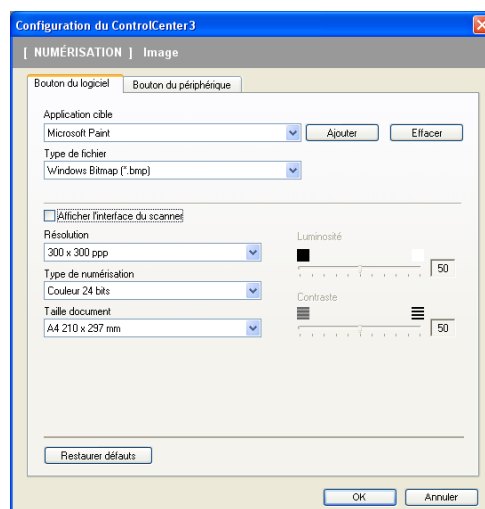 Configuration du ControlCenter3
[ NUMÉRISATION ] Image
Bouton du logiciel Bouton du périphérique
Application cible
Microsoft Paint Ajouter Effacer
Type de fichier
Windows Bitmap (*.bmp)
Afficher l'interface du scanner
Résolution Luminosité
300 x 300 ppp
50
Type de numérisation
Couleur 24 bits
Contraste
Taille document
A4 210 x 297 mm 50
Restaurer défauts
OK Annuler